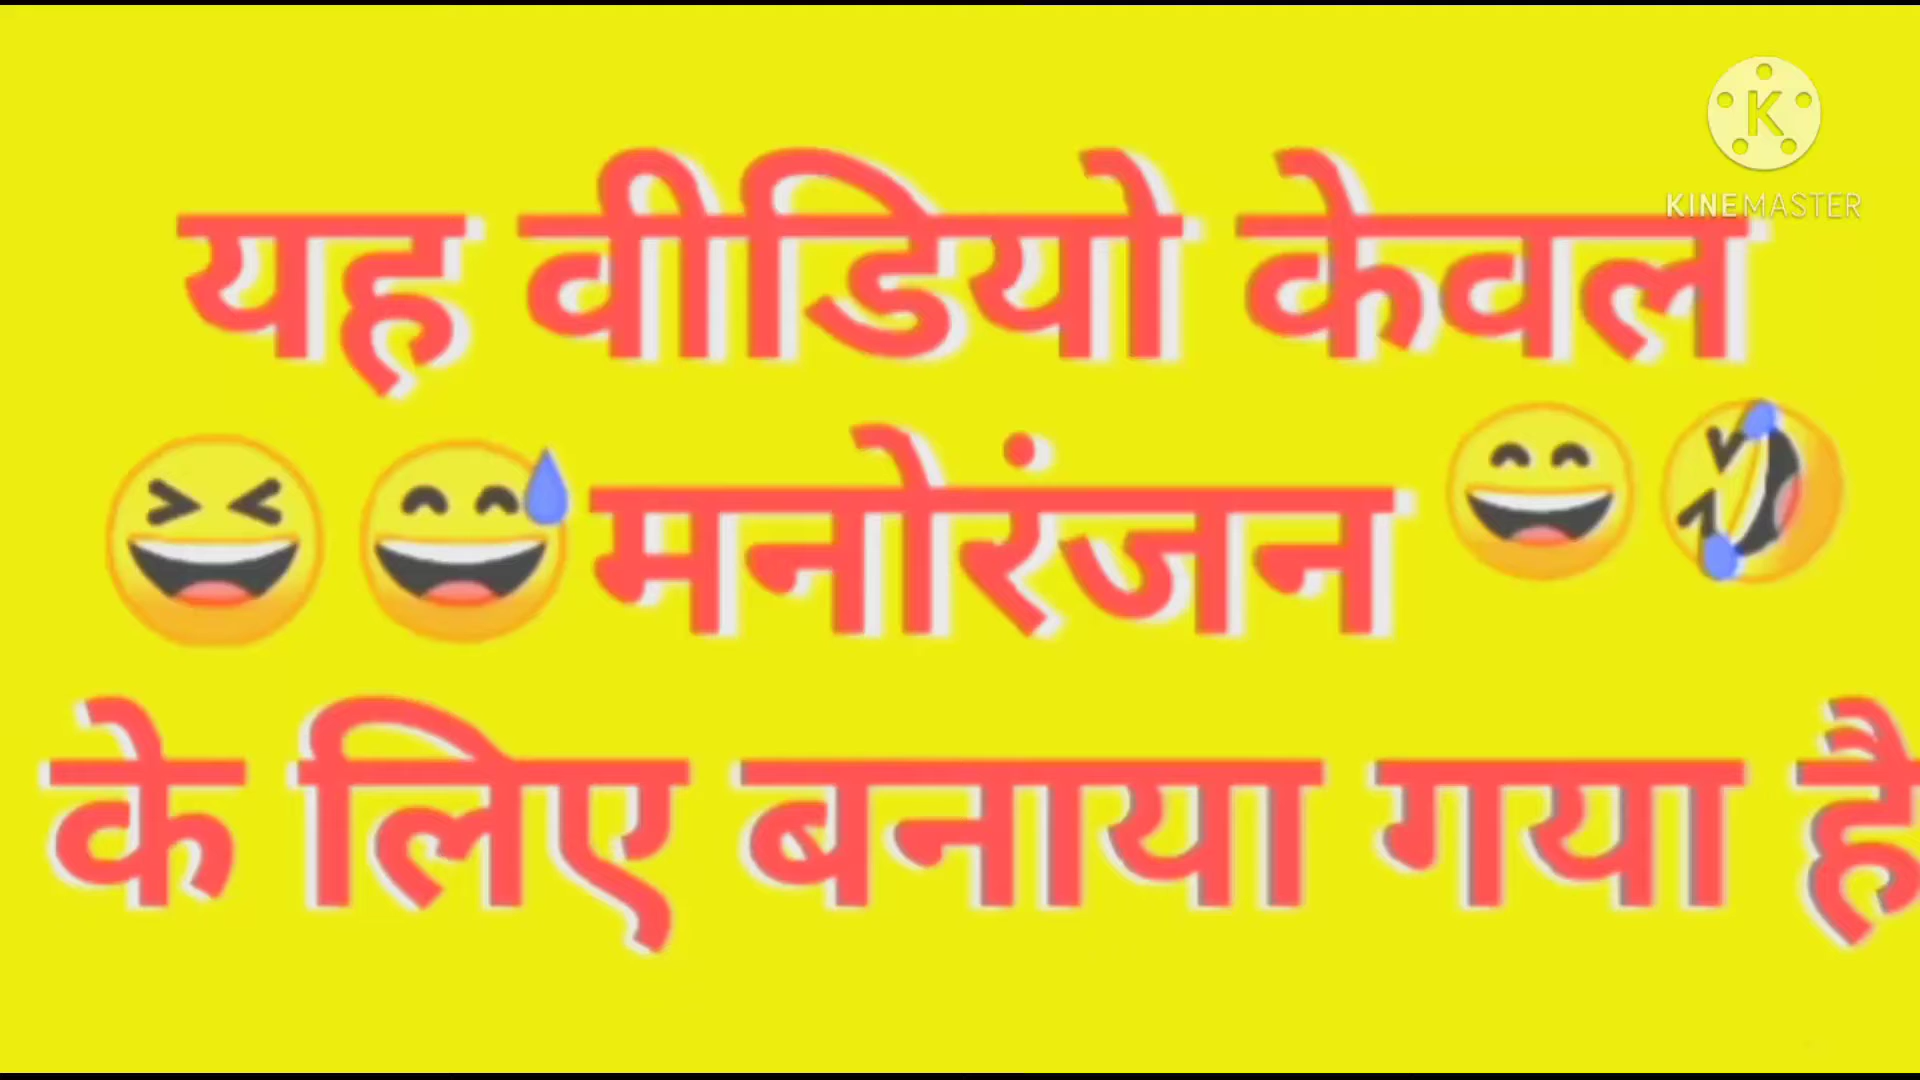 यह वीडियो केवल
KINEMASTER
😆😅मनोरंजन😄🤣
के लिए बनाया गया है